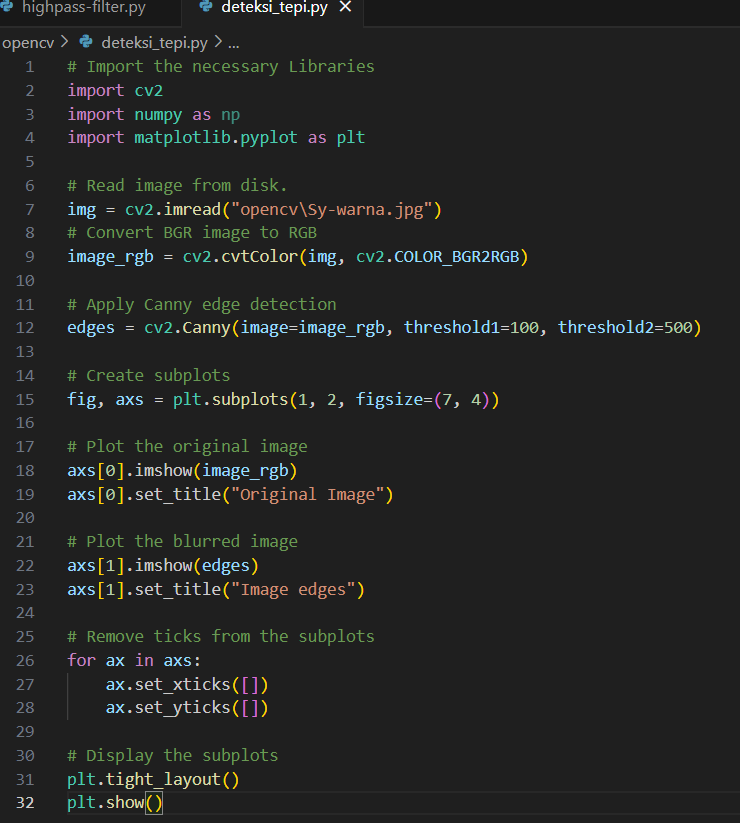 highpass-filter.py deteksi_tepi.py ×
opencv > deteksi_tepi.py > ...
1 # Import the necessary Libraries
2 import cv2
3 import numpy as np
4 import matplotlib.pyplot as plt
5
6 # Read image from disk.
7 img = cv2.imread("opencv\Sy-warna.jpg")
8 # Convert BGR image to RGB
9 image_rgb = cv2.cvtColor(img, cv2.COLOR_BGR2RGB)
10
11 # Apply Canny edge detection
12 edges = cv2.Canny(image=image_rgb, threshold1=100, threshold2=500)
13
14 # Create subplots
15 fig, axs = plt.subplots(1, 2, figsize=(7, 4))
16
17 # Plot the original image
18 axs[0].imshow(image_rgb)
19 axs[0].set_title("Original Image")
20
21 # Plot the blurred image
22 axs[1].imshow(edges)
23 axs[1].set_title("Image edges")
24
25 # Remove ticks from the subplots
26 for ax in axs:
27     ax.set_xticks([])
28     ax.set_yticks([])
29
30 # Display the subplots
31 plt.tight_layout()
32 plt.show()